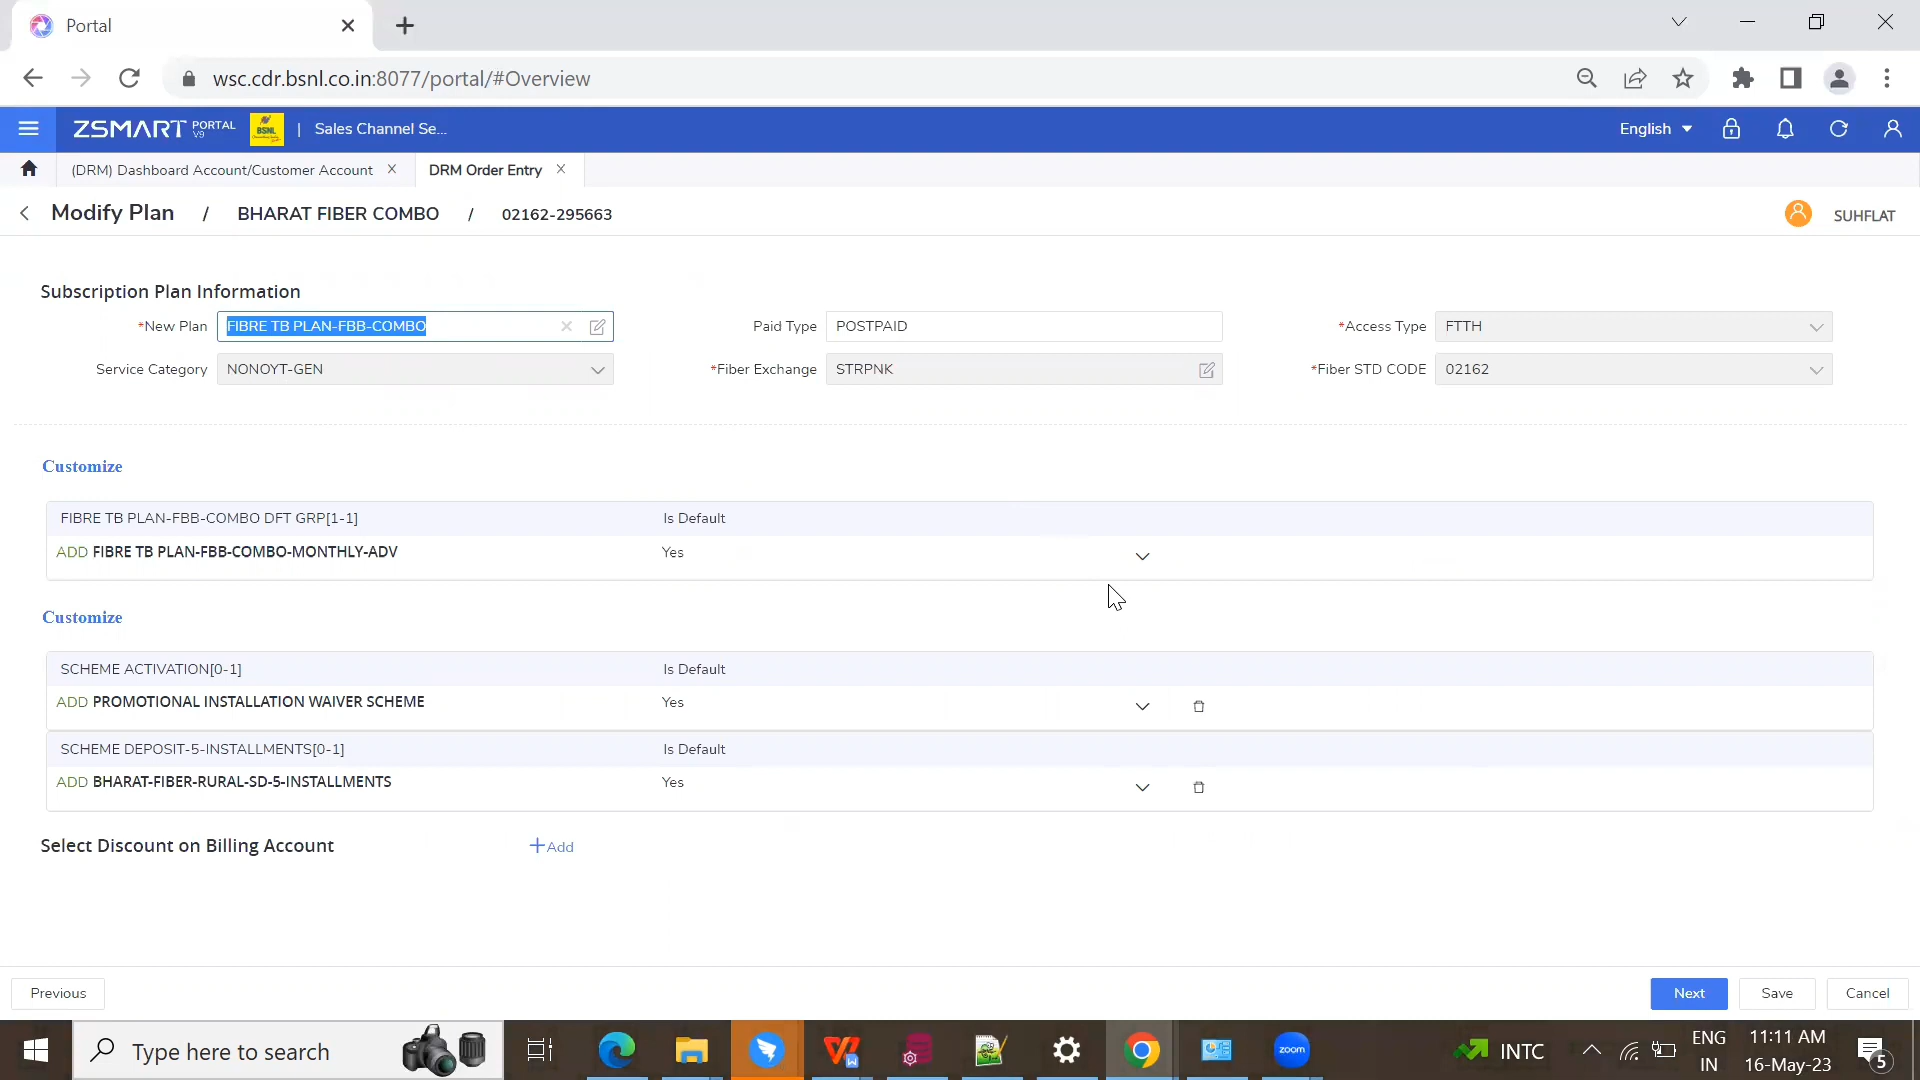 Portal
wsc.cdr.bsnl.co.in:8077/portal/#Overview
ZSMART PORTAL V9 BSNL | Sales Channel Se... English
(DRM) Dashboard Account/Customer Account DRM Order Entry
Modify Plan / BHARAT FIBER COMBO / 02162-295663 SUHFLAT
Subscription Plan Information
*New Plan FIBRE TB PLAN-FBB-COMBO Paid Type POSTPAID *Access Type FTTH
Service Category NONOYT-GEN *Fiber Exchange STRPNK *Fiber STD CODE 02162
Customize
FIBRE TB PLAN-FBB-COMBO DFT GRP[1-1] Is Default
ADD FIBRE TB PLAN-FBB-COMBO-MONTHLY-ADV Yes
Customize
SCHEME ACTIVATION[0-1] Is Default
ADD PROMOTIONAL INSTALLATION WAIVER SCHEME Yes
SCHEME DEPOSIT-5-INSTALLMENTS[0-1] Is Default
ADD BHARAT-FIBER-RURAL-SD-5-INSTALLMENTS Yes
Select Discount on Billing Account +Add
Previous Next Save Cancel
Type here to search zoom INTC ENG IN 11:11 AM 16-May-23 5